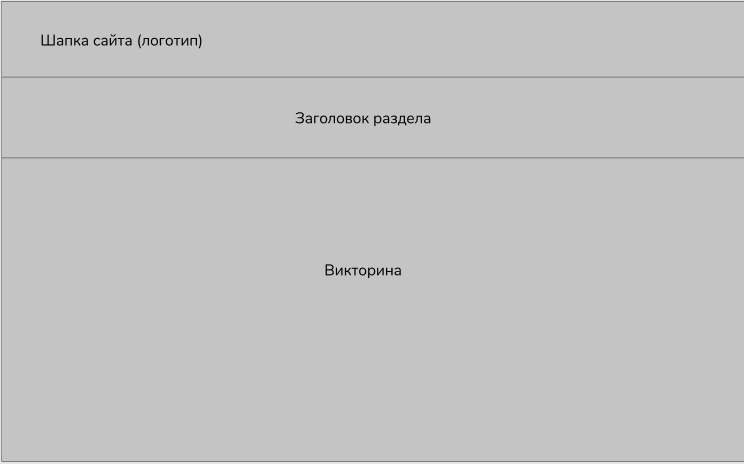 Шапка сайта (логотип)
Заголовок раздела
Викторина